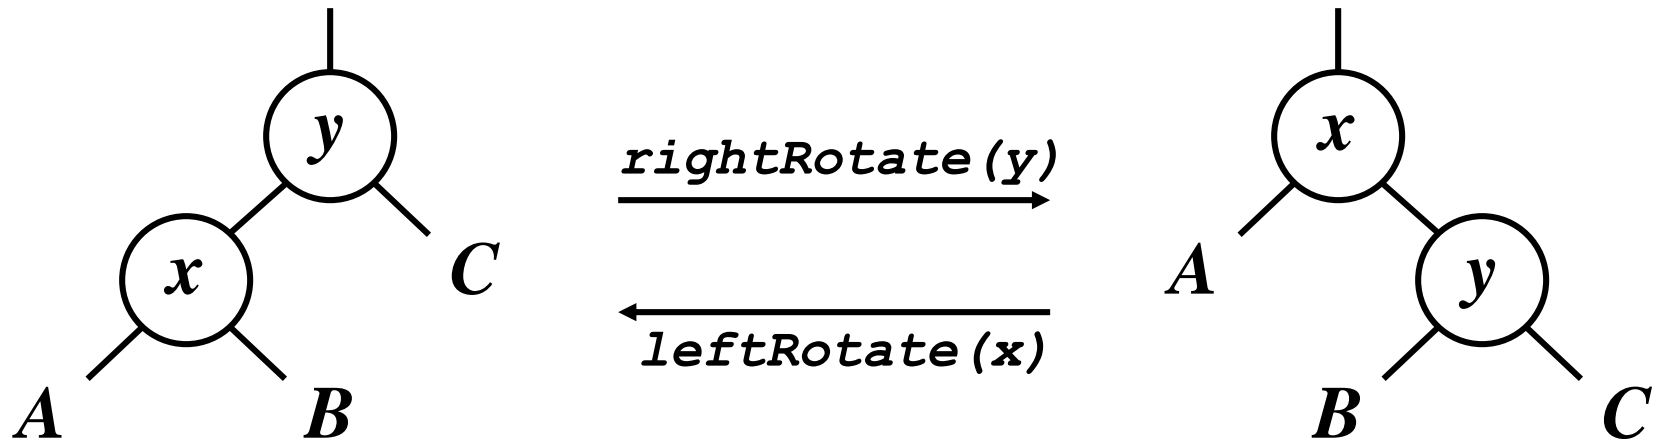 y
x
C
A
B
rightRotate(y)
leftRotate(x)
x
A
y
B
C